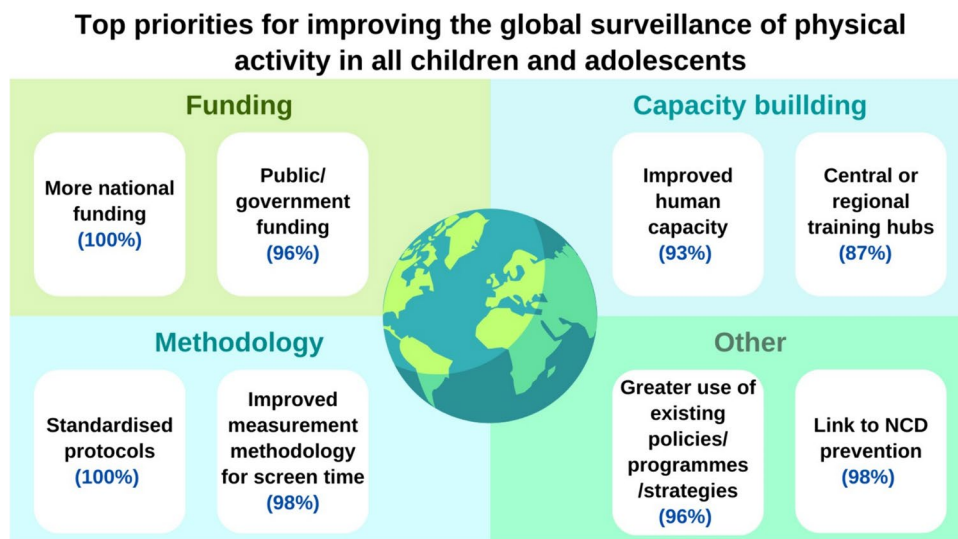 Top priorities for improving the global surveillance of physical
activity in all children and adolescents
Funding
More national
funding
(100%)
Public/
government
funding
(96%)
Capacity buillding
Improved
human
capacity
(93%)
Central or
regional
training hubs
(87%)
Methodology
Standardised
protocols
(100%)
Improved
measurement
methodology
for screen time
(98%)
Other
Greater use of
existing
policies/
programmes
/strategies
(96%)
Link to NCD
prevention
(98%)